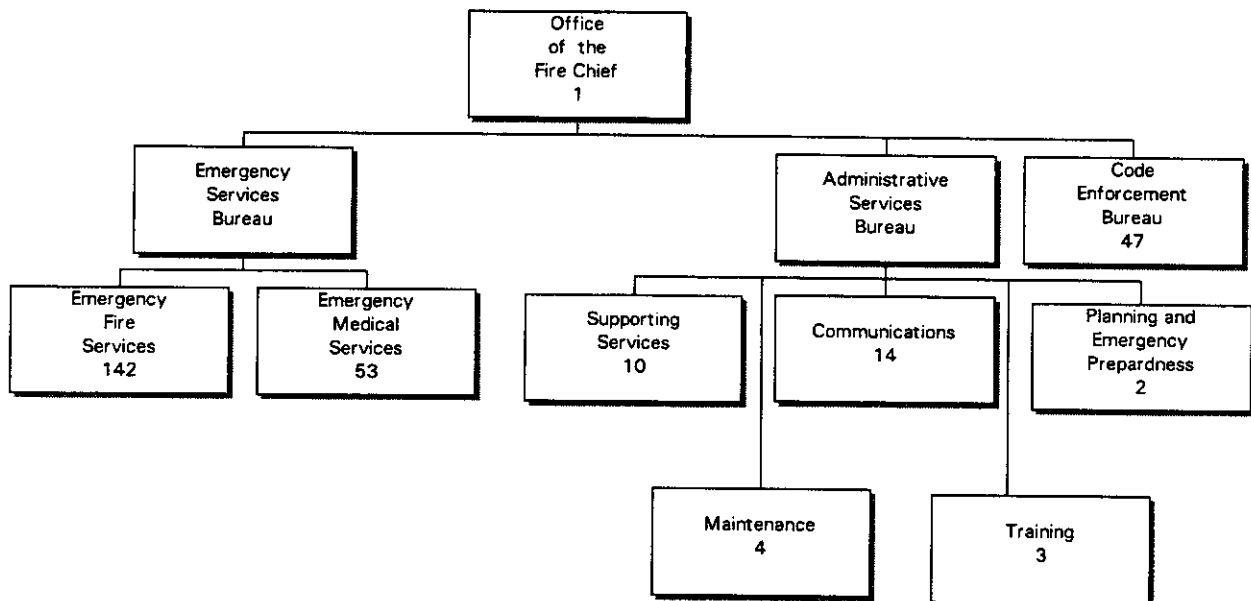 Office
of the
Fire Chief
1
Emergency
Services
Bureau
Administrative
Services
Bureau
Code
Enforcement
Bureau
47
Emergency
Fire
Services
142
Emergency
Medical
Services
53
Supporting
Services
10
Communications
14
Planning and
Emergency
Prepardness
2
Maintenance
4
Training
3